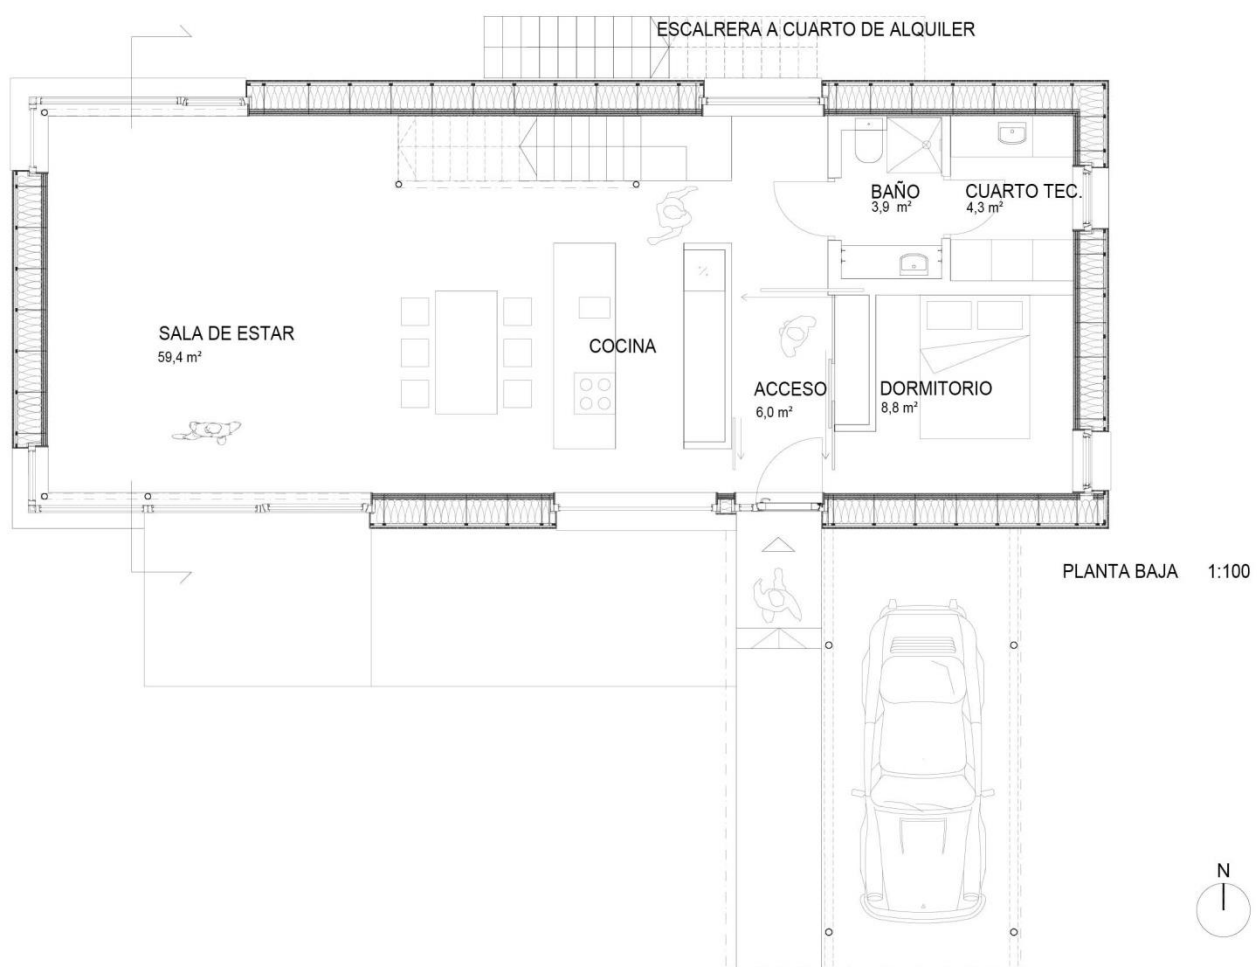 ESCALRERA A CUARTO DE ALQUILER
BAÑO
3,9 m²
CUARTO TEC.
4,3 m²
SALA DE ESTAR
59,4 m²
COCINA
ACCESO
6,0 m²
DORMITORIO
8,8 m²
PLANTA BAJA 1:100
N